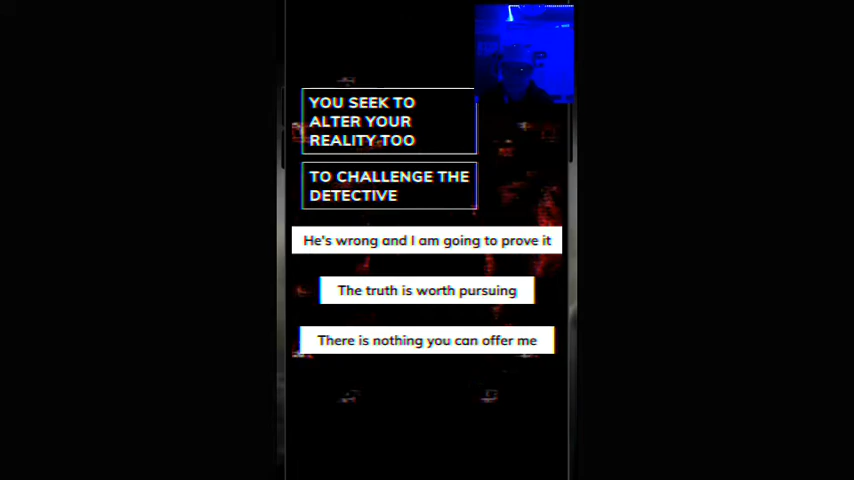 YOU SEEK TO
ALTER YOUR
REALITY TOO
TO CHALLENGE THE
DETECTIVE
He's wrong and I am going to prove it
The truth is worth pursuing
There is nothing you can offer me